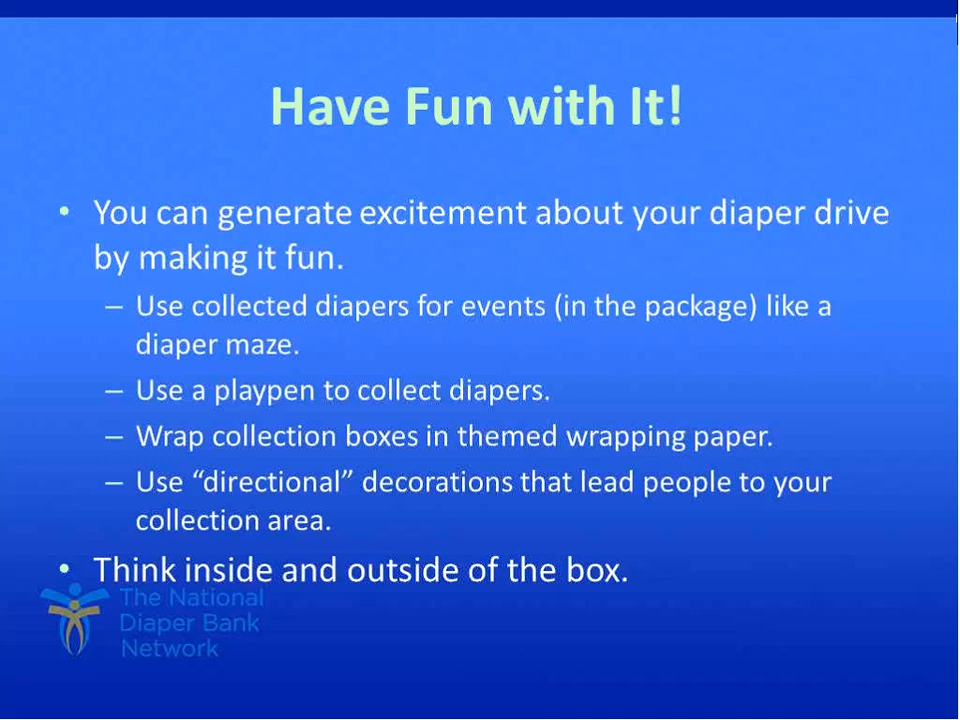 Have Fun with It!
• You can generate excitement about your diaper drive
by making it fun.
– Use collected diapers for events (in the package) like a
diaper maze.
– Use a playpen to collect diapers.
– Wrap collection boxes in themed wrapping paper.
– Use “directional” decorations that lead people to your
collection area.
• Think inside and outside of the box.
The National
Diaper Bank
Network